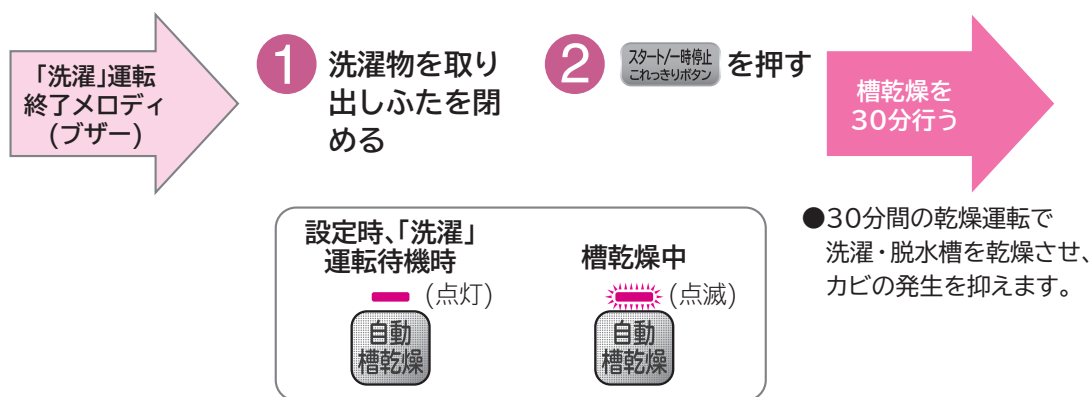 「洗濯」運転
終了メロディ
(ブザー)
1 洗濯物を取り
出しふたを閉
める
2 スタート/一時停止
これっきりボタン を押す
槽乾燥を
30分行う
設定時、「洗濯」
運転待機時
(点灯)
自動
槽乾燥
槽乾燥中
(点滅)
自動
槽乾燥
●30分間の乾燥運転で
洗濯・脱水槽を乾燥させ、
カビの発生を抑えます。